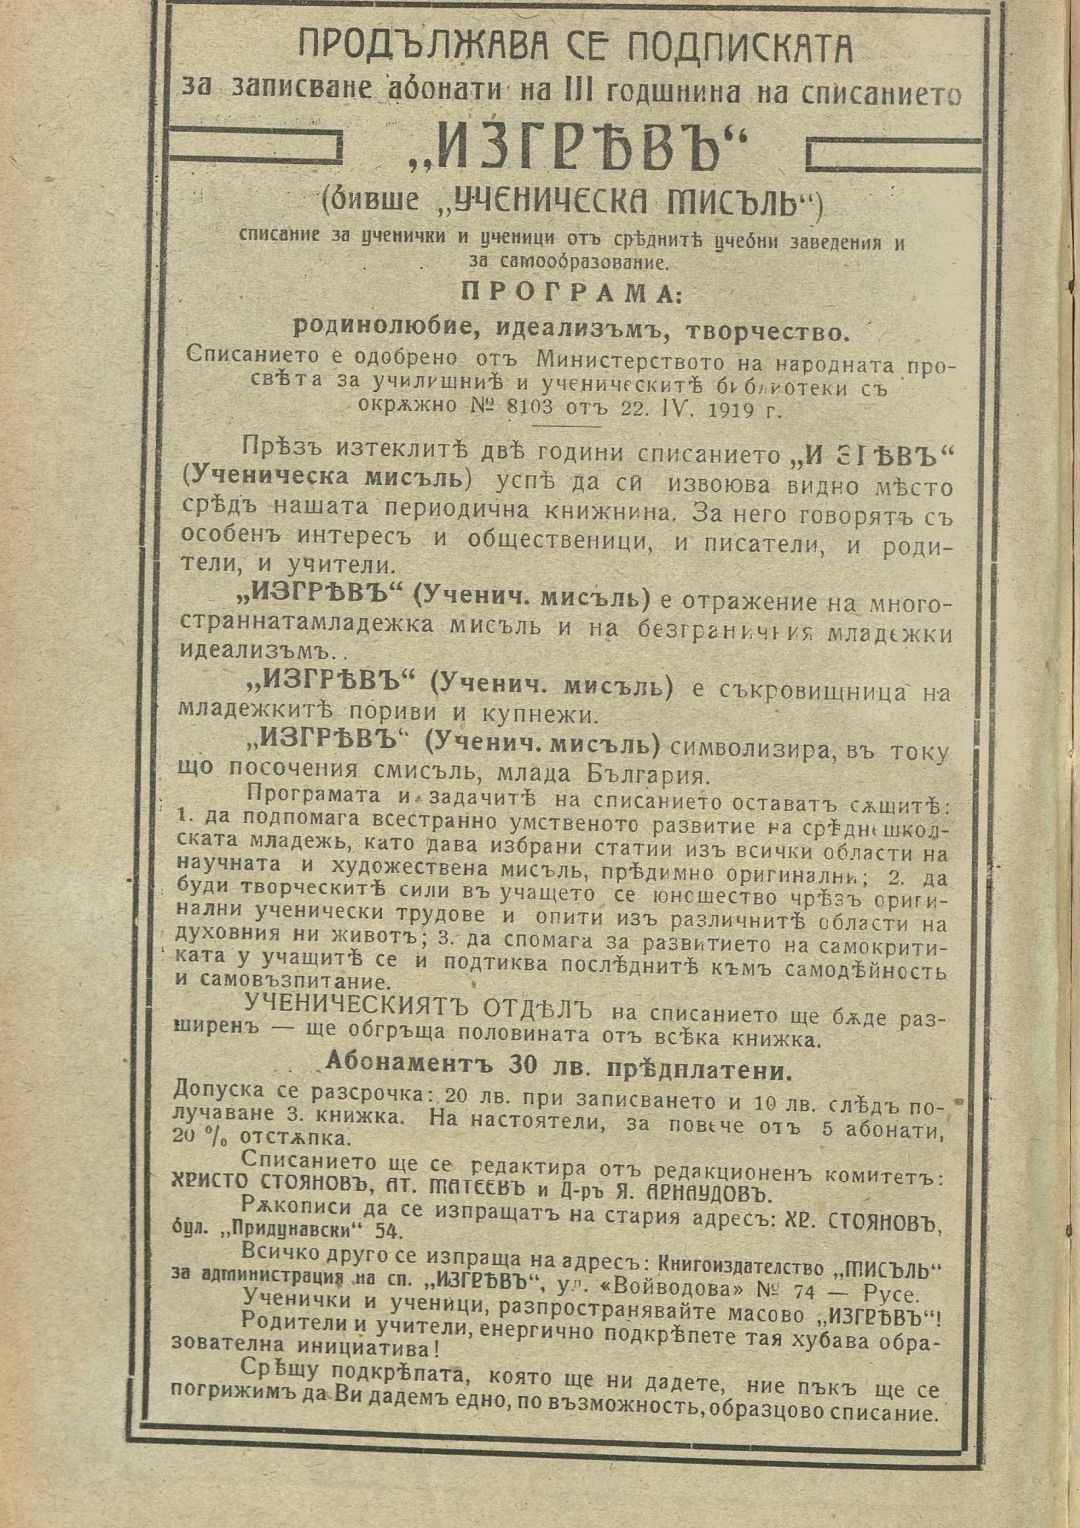 ПРОДЪЛЖАВА СЕ ПОДПИСКАТА
за записване абонати на III годшнина на списанието
„ИЗГРѢВЪ“
(бивше „УЧЕНИЧЕСКА МИСЪЛЬ“)
списание за ученички и ученици отъ срѣднитѣ учебни заведения и
за самообразование.
ПРОГРАМА:
родинолюбие, идеализъмъ, творчество.
Списанието е одобрено отъ Министерството на народната про-
свѣта за училишниѣ и ученическитѣ библиотеки съ
окрѫжно № 8103 отъ 22. IV. 1919 г.
Прѣзъ изтеклитѣ двѣ години списанието „И ЗГѢВЪ“
(Ученическа мисъль) успѣ да си извоюва видно мѣсто
срѣдъ нашата периодична книжнина. За него говорятъ съ
особенъ интересъ и общественици, и писатели, и роди-
тели, и учители.
„ИЗГРѢВЪ“ (Ученич. мисъль) е отражение на много-
страннатамладежка мисъль и на безграничния младежки
идеализъмъ..
„ИЗГРѢВЪ“ (Ученич. мисъль) е съкровищница на
младежкитѣ пориви и купнежи.
„ИЗГРѢВЪ“ (Ученич. мисъль) символизира, въ току
що посочения смисъль, млада България.
Програмата и задачитѣ на списанието оставатъ сѫщитѣ:
1. да подпомага всестранно умственото развитие на срѣднешкол-
ската младежь, като дава избрани статии изъ всички области на
научната и художествена мисъль, прѣдимно оригинални; 2. да
буди творческитѣ сили въ учащето се юношество чрѣзъ ориги-
нални ученически трудове и опити изъ различнитѣ области на
духовния ни животъ; 3. да спомага за развитието на самокрити-
ката у учащитѣ се и подтиква послѣднитѣ къмъ самодѣйность
и самовъзпитание.
УЧЕНИЧЕСКИЯТЪ ОТДѢЛЪ на списанието ще бѫде раз-
ширенъ — ще обгръща половината отъ всѣка книжка.
Абонаментъ 30 лв. прѣдплатени.
Допуска се разсрочка: 20 лв. при записването и 10 лв. слѣдъ по-
лучаване 3. книжка. На настоятели, за повече отъ 5 абонати,
20 % отстѫпка.
Списанието ще се редактира отъ редакционенъ комитетъ:
ХРИСТО СТОЯНОВЪ, АТ. МАТЕЕВЪ и Д-ръ Я. АРНАУДОВЪ.
Рѫкописи да се изпращатъ на стария адресъ: ХР. СТОЯНОВЪ,
бул. „Придунавски“ 54.
Всичко друго се изпраща на адресъ: Книгоиздателство „МИСЪЛЬ“
за администрация на сп. „ИЗГРѢВЪ“, ул. «Войводова» № 74 — Русе.
Ученички и ученици, разпространявайте масово „ИЗГРѢВЪ“!
Родители и учители, енергично подкрѣпете тая хубава обра-
зователна инициатива!
Срѣщу подкрѣпата, която ще ни дадете, ние пъкъ ще се
погрижимъ да Ви дадемъ едно, по възможность, образцово списание.